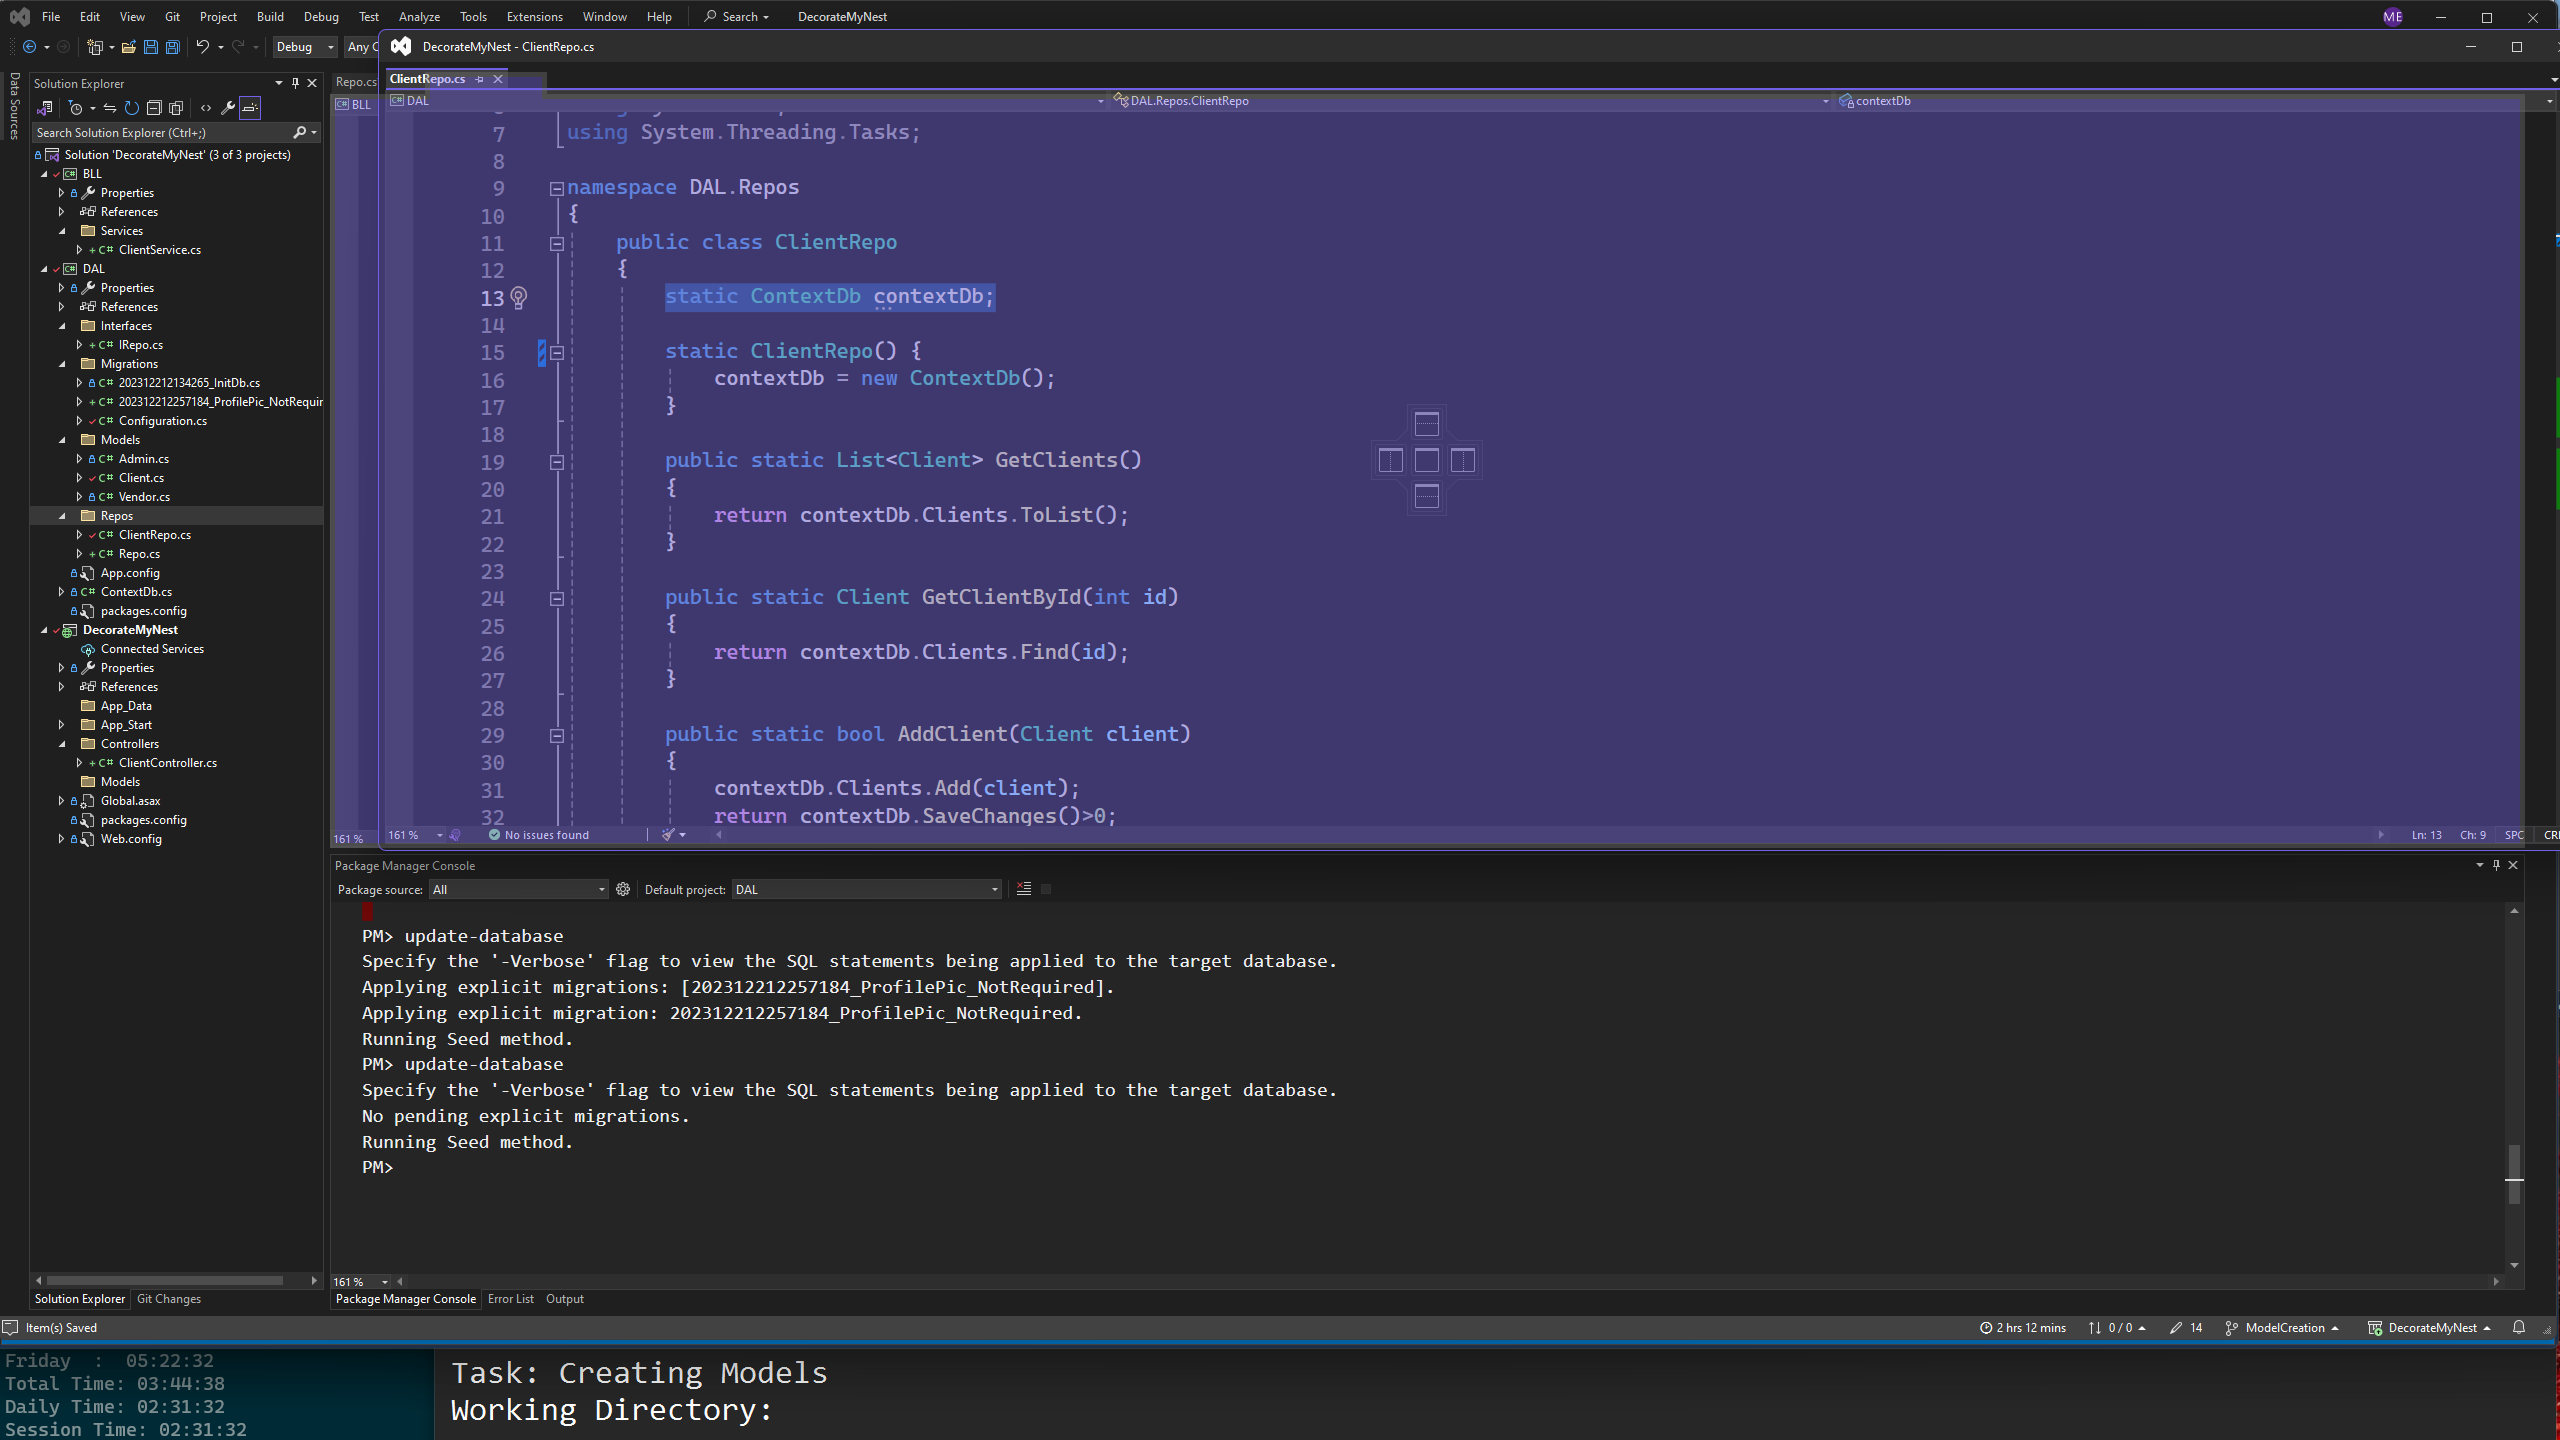 File Edit View Git Project Build Debug Test Analyze Tools Extensions Window Help Search DecorateMyNest ME
Debug Any C
DecorateMyNest - ClientRepo.cs
Data Sources
Solution Explorer
Search Solution Explorer (Ctrl+;)
Solution 'DecorateMyNest' (3 of 3 projects)
C# BLL
Properties
References
Services
C# ClientService.cs
C# DAL
Properties
References
Interfaces
C# IRepo.cs
Migrations
C# 202312212134265_InitDb.cs
C# 202312212257184_ProfilePic_NotRequir
C# Configuration.cs
Models
C# Admin.cs
C# Client.cs
C# Vendor.cs
Repos
C# ClientRepo.cs
C# Repo.cs
App.config
C# ContextDb.cs
packages.config
DecorateMyNest
Connected Services
Properties
References
App_Data
App_Start
Controllers
C# ClientController.cs
Models
Global.asax
packages.config
Web.config
Solution Explorer Git Changes
Repo.cs
C# BLL
161 %
ClientRepo.cs
C# DAL DAL.Repos.ClientRepo contextDb
7 using System.Threading.Tasks;
8
9 namespace DAL.Repos
10 {
11 public class ClientRepo
12 {
13 static ContextDb contextDb;
14
15 static ClientRepo() {
16 contextDb = new ContextDb();
17 }
18
19 public static List<Client> GetClients()
20 {
21 return contextDb.Clients.ToList();
22 }
23
24 public static Client GetClientById(int id)
25 {
26 return contextDb.Clients.Find(id);
27 }
28
29 public static bool AddClient(Client client)
30 {
31 contextDb.Clients.Add(client);
32 return contextDb.SaveChanges()>0;
161 % No issues found Ln: 13 Ch: 9 SPC
Package Manager Console
Package source: All Default project: DAL
PM> update-database
Specify the '-Verbose' flag to view the SQL statements being applied to the target database.
Applying explicit migrations: [202312212257184_ProfilePic_NotRequired].
Applying explicit migration: 202312212257184_ProfilePic_NotRequired.
Running Seed method.
PM> update-database
Specify the '-Verbose' flag to view the SQL statements being applied to the target database.
No pending explicit migrations.
Running Seed method.
PM>
161 %
Package Manager Console Error List Output
Item(s) Saved 2 hrs 12 mins 0 / 0 14 ModelCreation DecorateMyNest
Friday : 05:22:32
Total Time: 03:44:38
Daily Time: 02:31:32
Session Time: 02:31:32
Task: Creating Models
Working Directory: